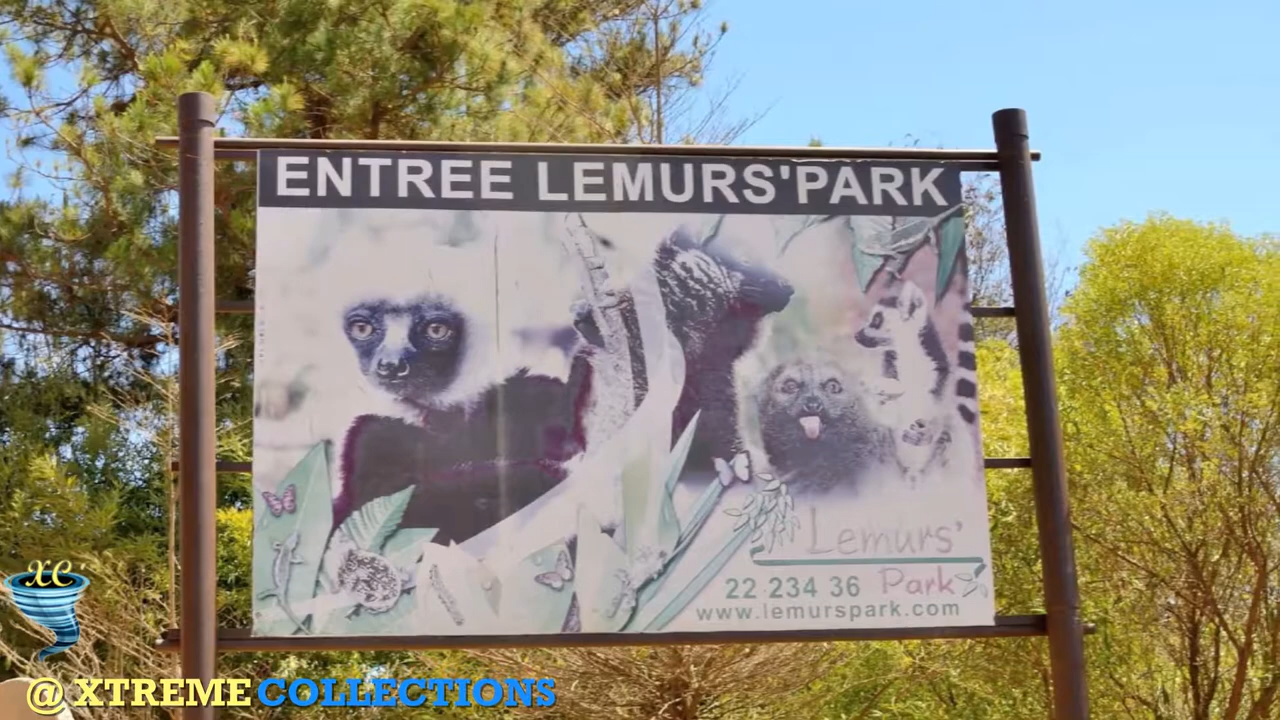 ENTREE LEMURS'PARK
Lemurs'
Park
22 234 36
www.lemurspark.com
XC
@ XTREME COLLECTIONS